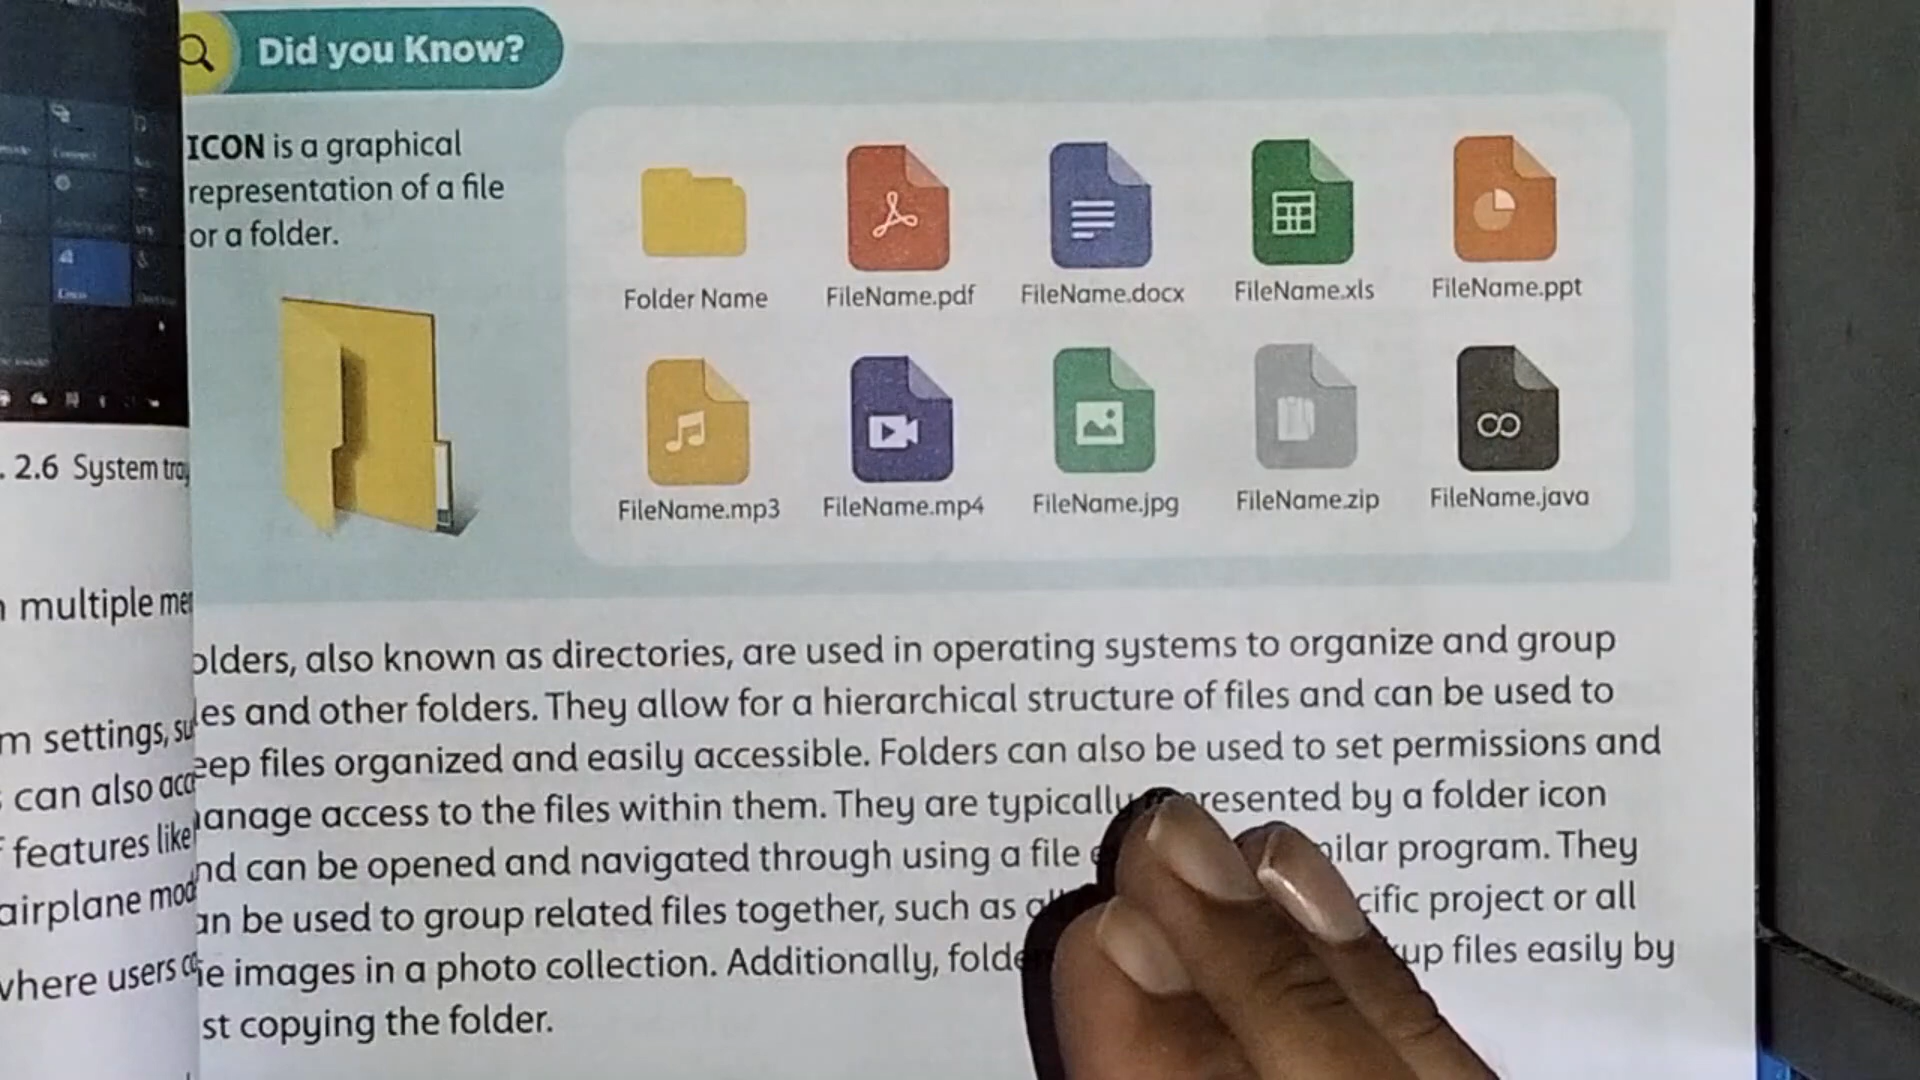 Did you Know?
ICON is a graphical
representation of a file
or a folder.
Folder Name
FileName.pdf
FileName.docx
FileName.xls
FileName.ppt
FileName.mp3
FileName.mp4
FileName.jpg
FileName.zip
FileName.java
. 2.6 System
multiple
m settings,
can also
features like
airplane
where users
olders, also known as directories, are used in operating systems to organize and group
les and other folders. They allow for a hierarchical structure of files and can be used to
eep files organized and easily accessible. Folders can also be used to set permissions and
anage access to the files within them. They are typically resented by a folder icon
nd can be opened and navigated through using a file ilar program. They
an be used to group related files together, such as cific project or all
images in a photo collection. Additionally, folde up files easily by
st copying the folder.